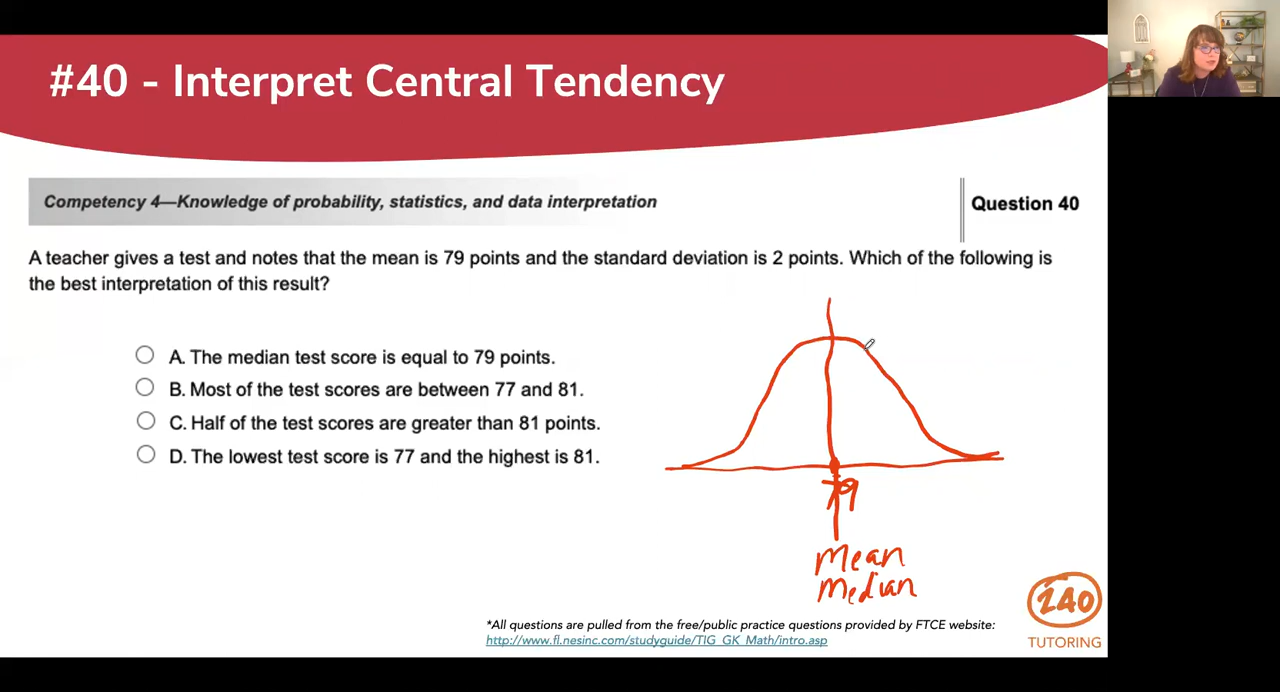 #40 - Interpret Central Tendency
Competency 4—Knowledge of probability, statistics, and data interpretation
Question 40
A teacher gives a test and notes that the mean is 79 points and the standard deviation is 2 points. Which of the following is
the best interpretation of this result?
A. The median test score is equal to 79 points.
B. Most of the test scores are between 77 and 81.
C. Half of the test scores are greater than 81 points.
D. The lowest test score is 77 and the highest is 81.
79
mean
median
240
TUTORING
*All questions are pulled from the free/public practice questions provided by FTCE website:
http://www.fl.nesinc.com/studyguide/TIG_GK_Math/intro.asp